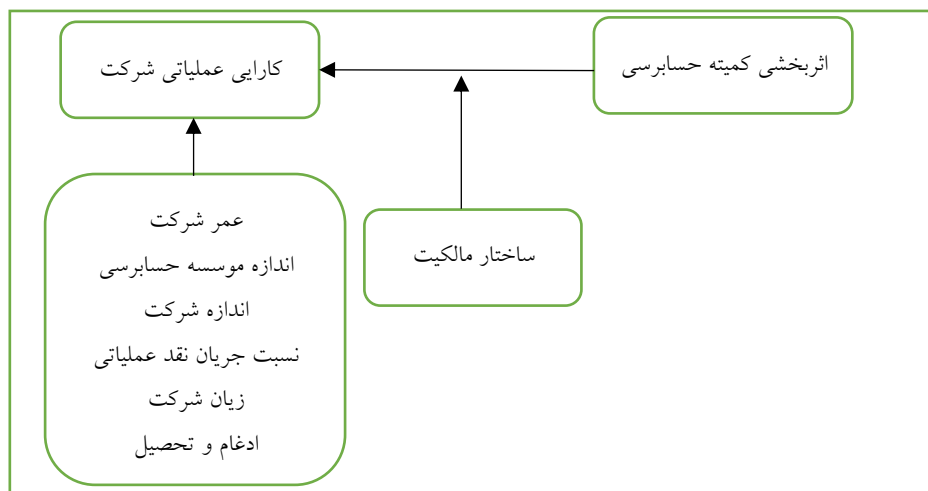 اثربخشی کمیته حسابرسی
کارایی عملیاتی شرکت
ساختار مالکیت
عمر شرکت
اندازه موسسه حسابرسی
اندازه شرکت
نسبت جریان نقد عملیاتی
زیان شرکت
ادغام و تحصیل